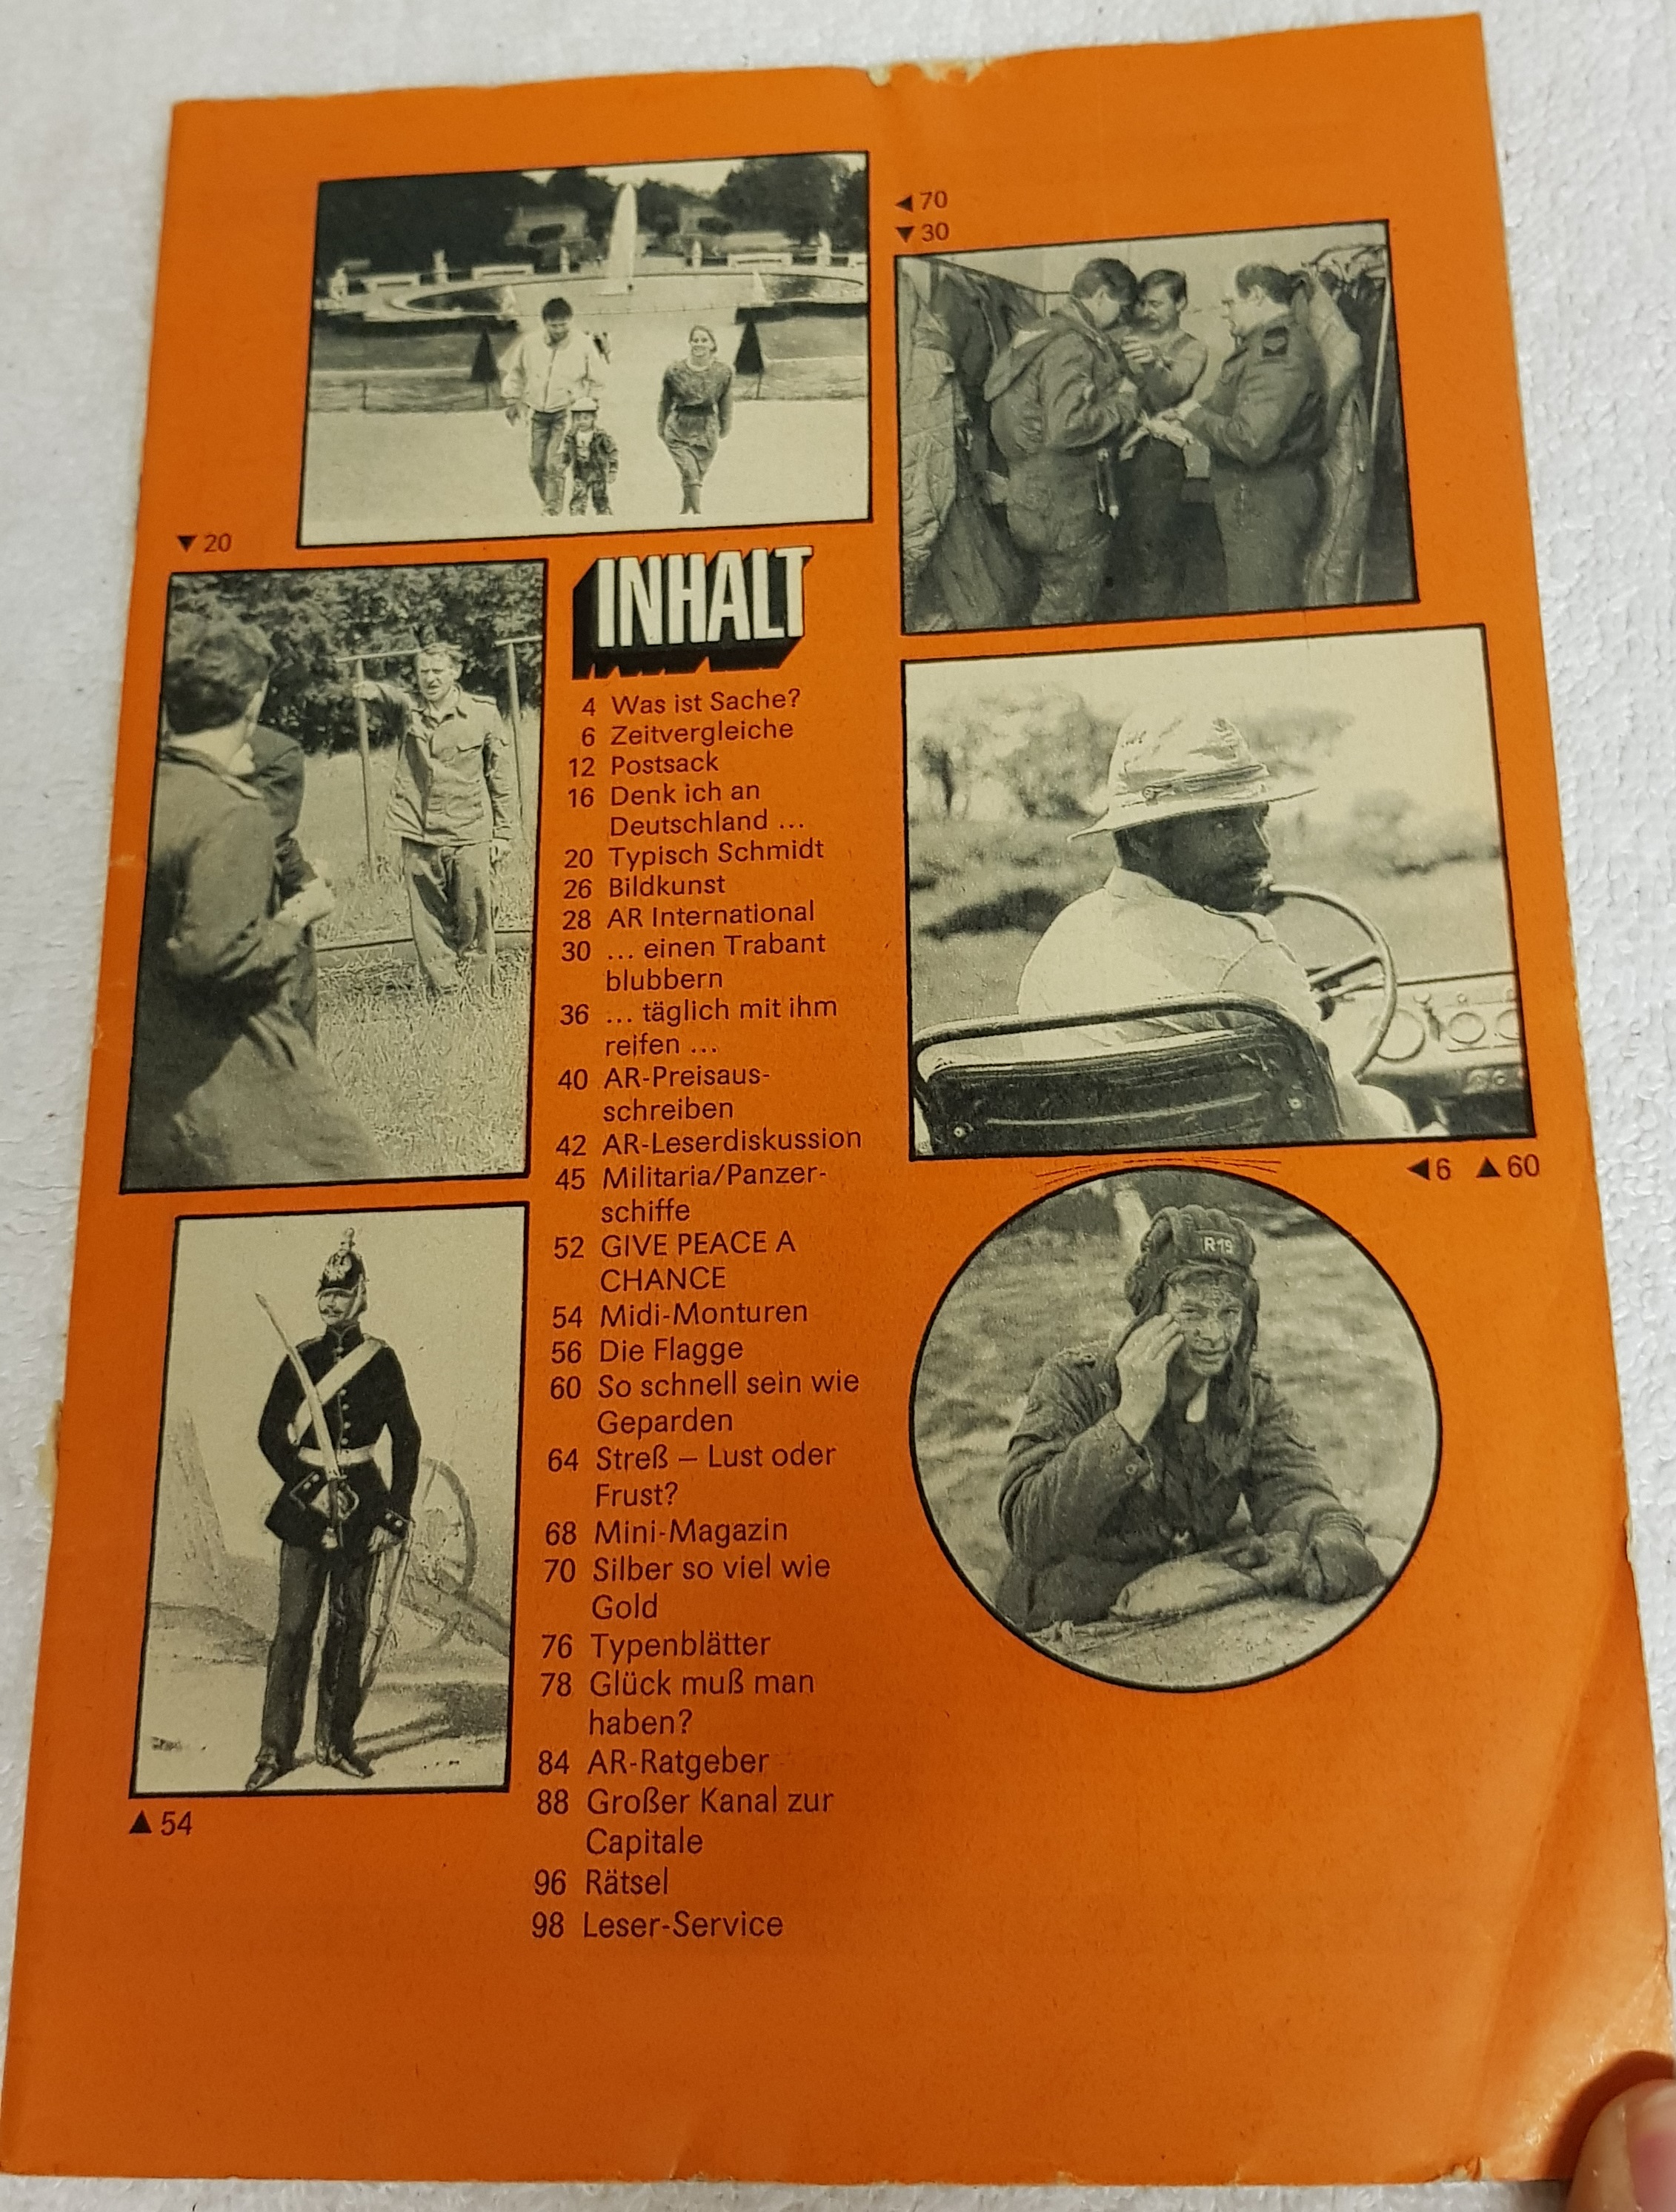 ◀ 70
▼ 30
▼ 20
INHALT
4 Was ist Sache?
6 Zeitvergleiche
12 Postsack
16 Denk ich an
Deutschland ...
20 Typisch Schmidt
26 Bildkunst
28 AR International
30 ... einen Trabant
blubbern
36 ... täglich mit ihm
reifen ...
40 AR-Preisaus-
schreiben
42 AR-Leserdiskussion
45 Militaria/Panzer-
schiffe
52 GIVE PEACE A
CHANCE
54 Midi-Monturen
56 Die Flagge
60 So schnell sein wie
Geparden
64 Streß – Lust oder
Frust?
68 Mini-Magazin
70 Silber so viel wie
Gold
76 Typenblätter
78 Glück muß man
haben?
84 AR-Ratgeber
88 Großer Kanal zur
Capitale
96 Rätsel
98 Leser-Service
◀ 6 ▲ 60
R19
▲ 54